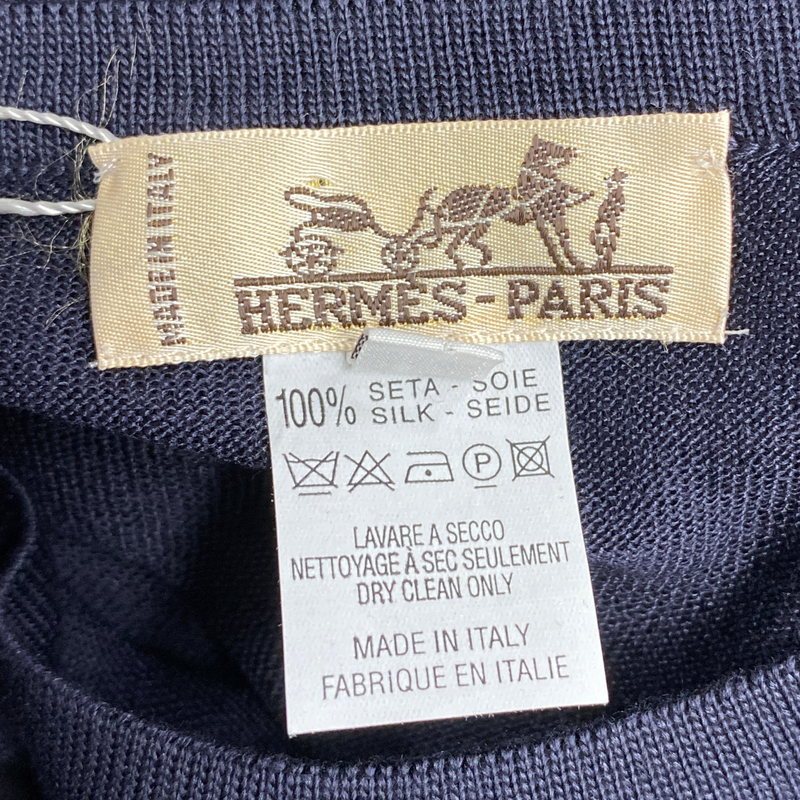 MADE IN ITALY
HERMÈS-PARIS
100% SETA - SOIE
SILK - SEIDE
P
LAVARE A SECCO
NETTOYAGE À SEC SEULEMENT
DRY CLEAN ONLY
MADE IN ITALY
FABRIQUE EN ITALIE